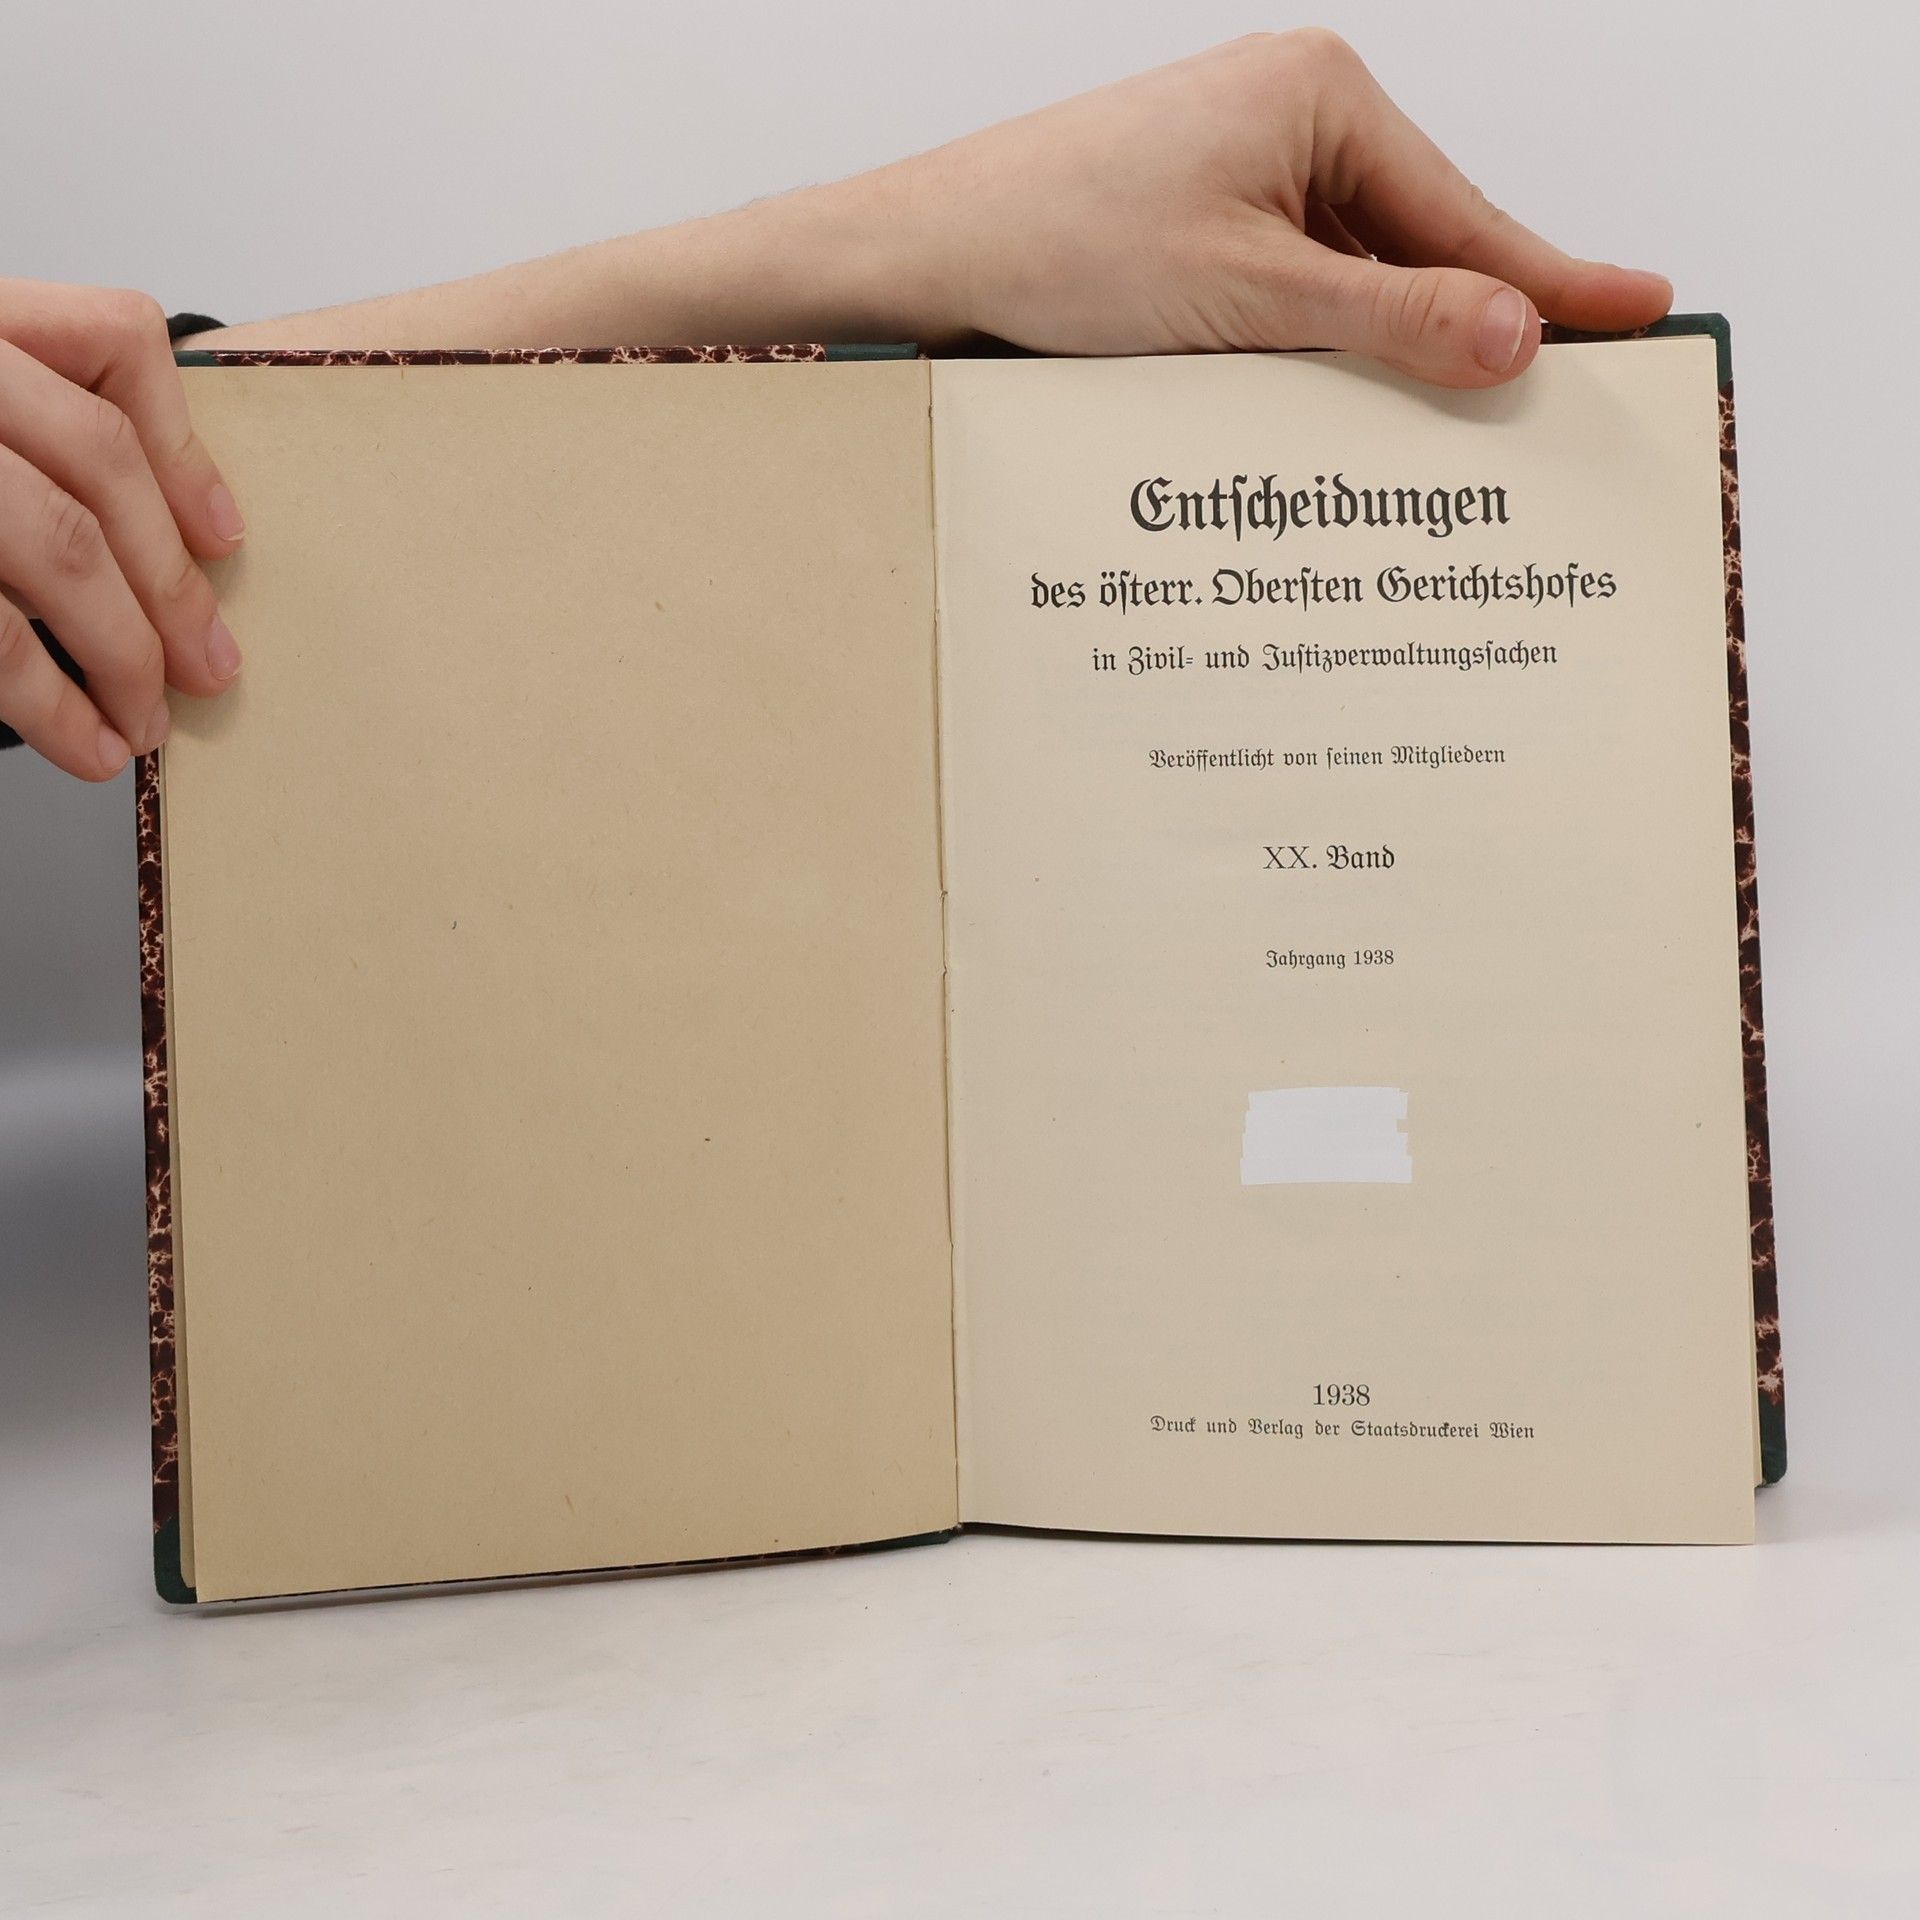 Entſcheidungen
des öſterr. Oberſten Gerichtshofes
in Zivil- und Juſtizverwaltungsſachen
Veröffentlicht von ſeinen Mitgliedern
XX. Band
Jahrgang 1938
1938
Druck und Verlag der Staatsdruckerei Wien